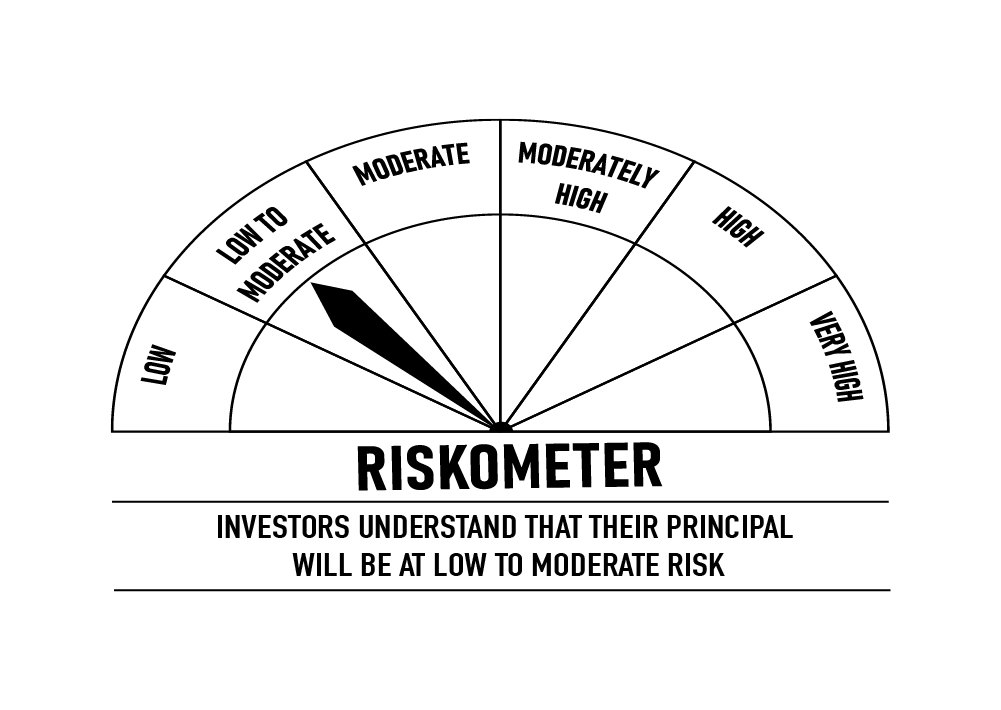 LOW
LOW TO
MODERATE
MODERATE
MODERATELY
HIGH
HIGH
VERY HIGH
RISKOMETER
INVESTORS UNDERSTAND THAT THEIR PRINCIPAL
WILL BE AT LOW TO MODERATE RISK